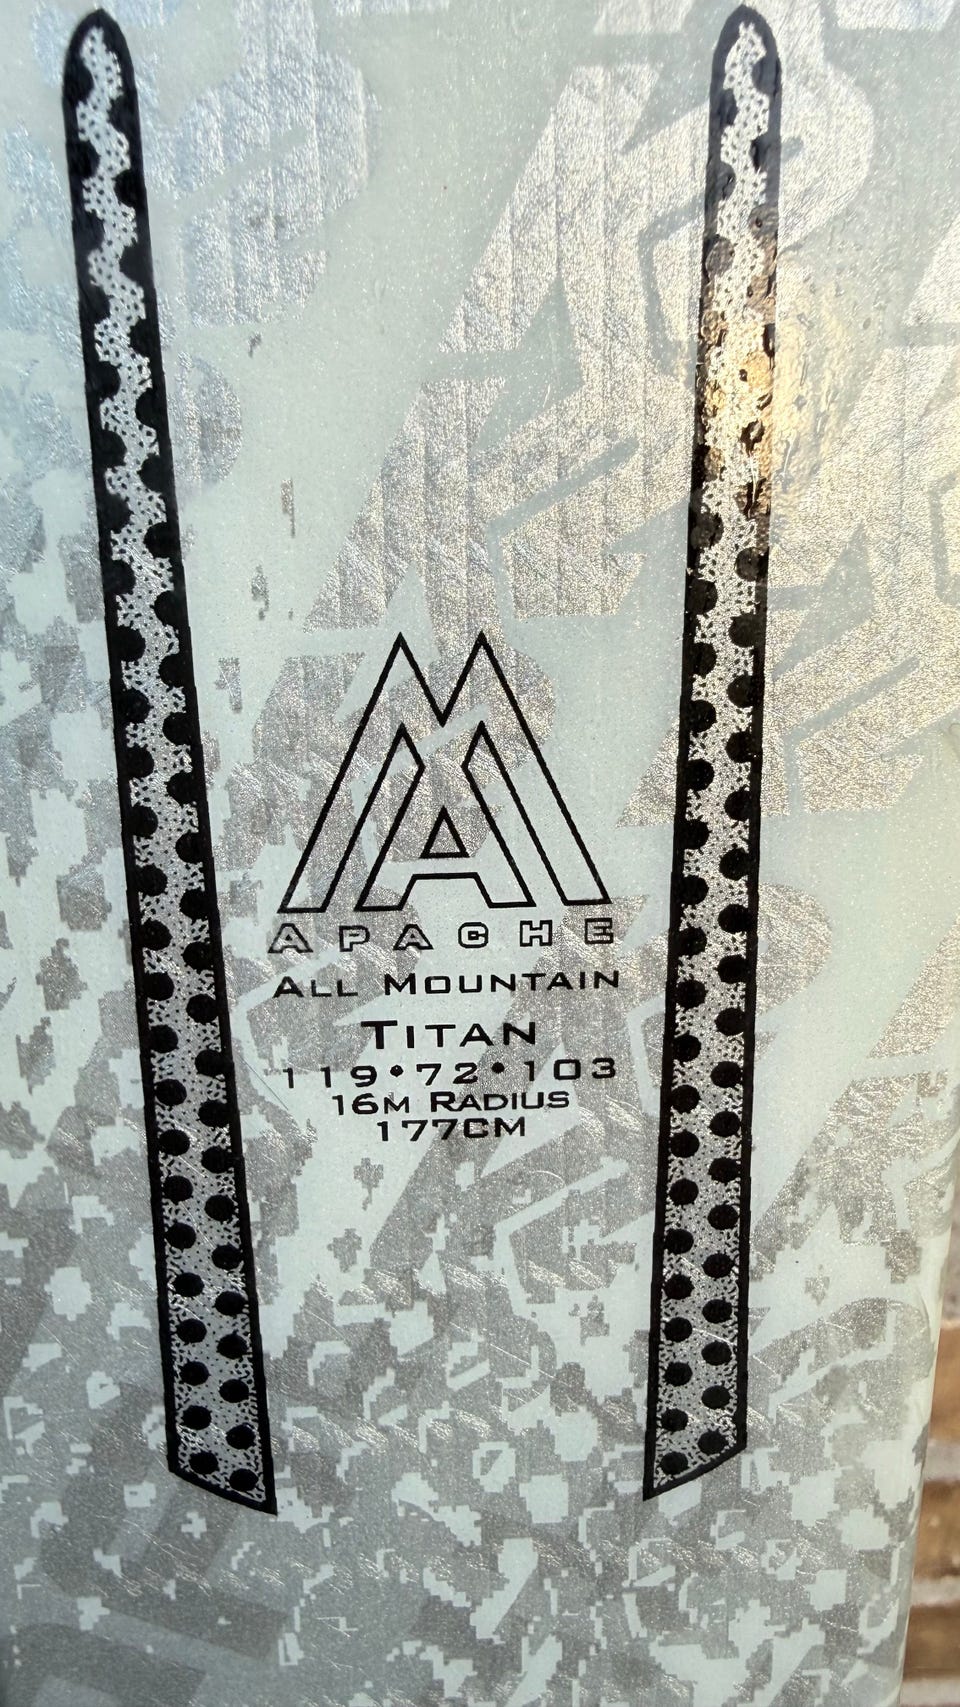 APACHE
ALL MOUNTAIN
TITAN
119•72•103
16M RADIUS
177CM